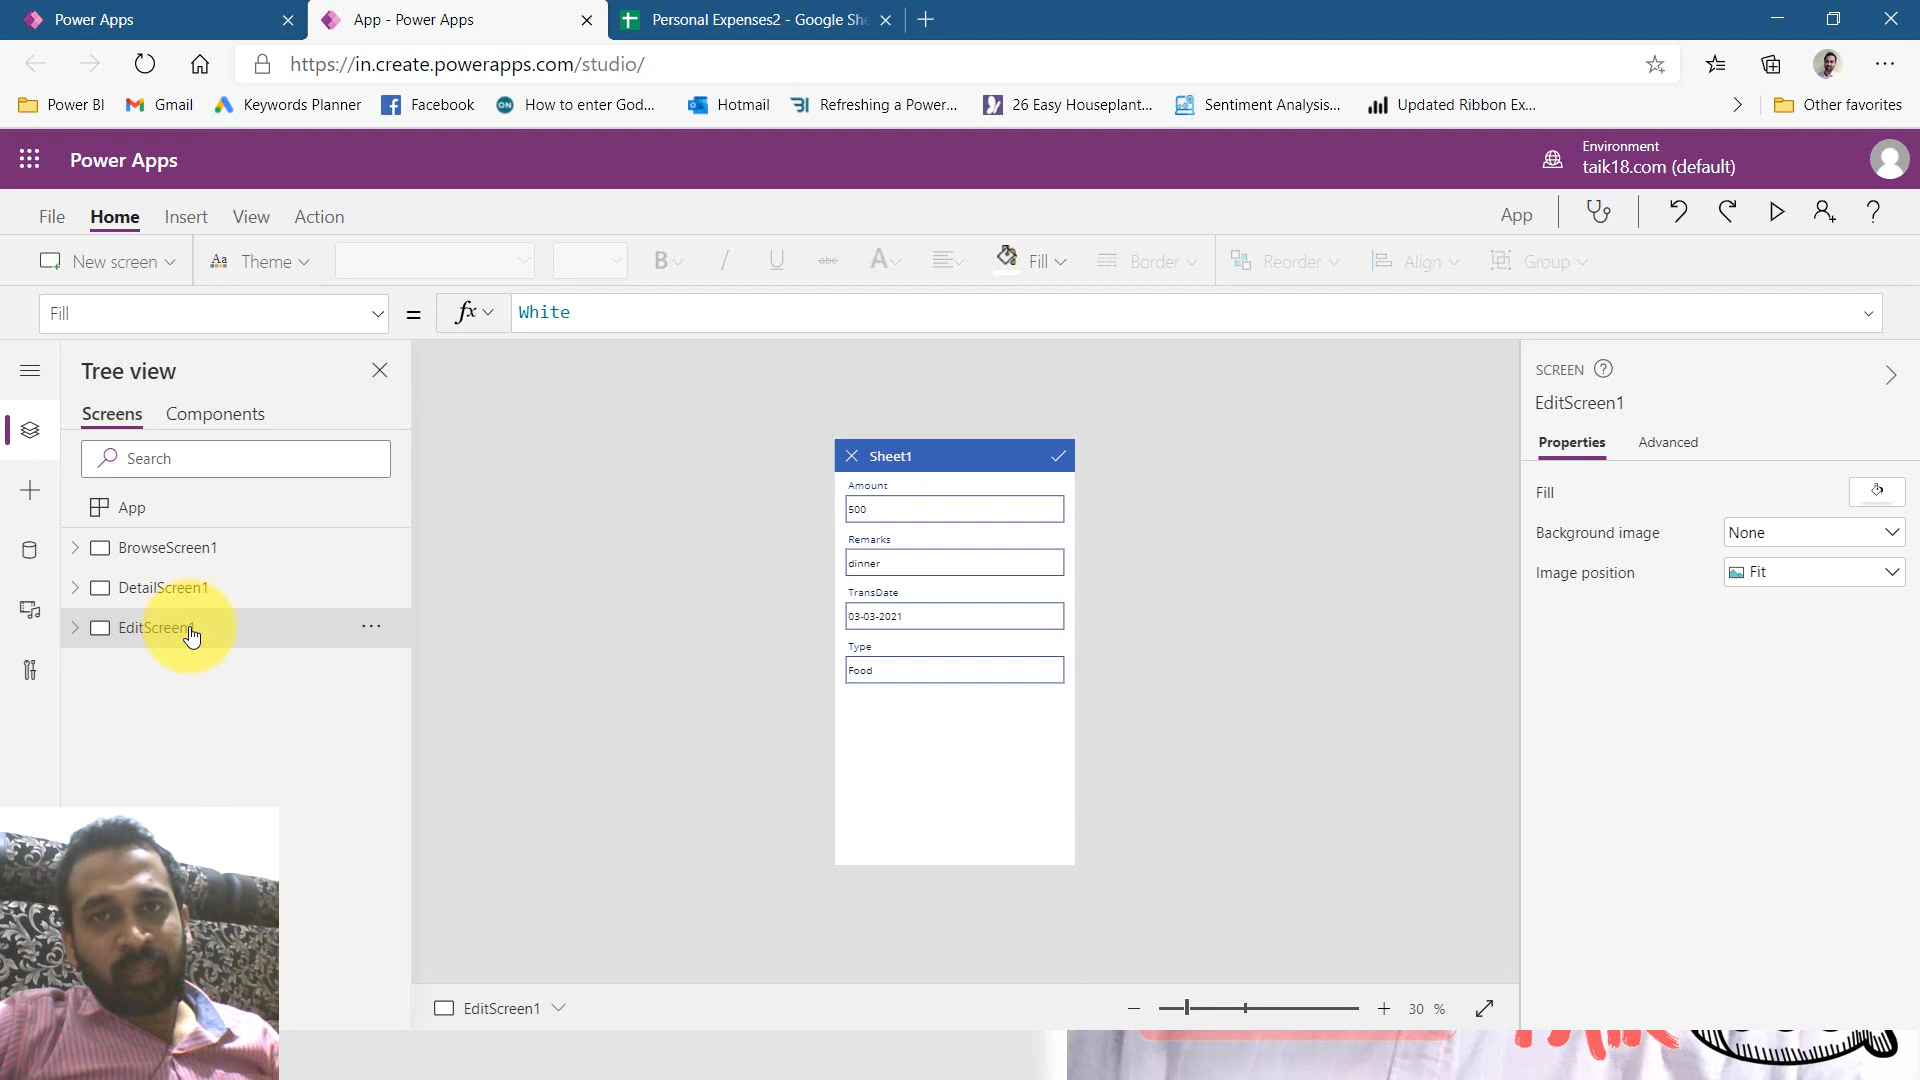 Power Apps
App - Power Apps
Personal Expenses2 - Google She
https://in.create.powerapps.com/studio/
Power BI
Gmail
Keywords Planner
Facebook
ON
How to enter God...
Hotmail
Refreshing a Power...
26 Easy Houseplant...
Sentiment Analysis...
Updated Ribbon Ex...
Other favorites
Power Apps
Environment
taik18.com (default)
File
Home
Insert
View
Action
App
New screen
Aa
Theme
B
/
U
abc
A
Fill
Border
Reorder
Align
Group
Fill
=
fx
White
Tree view
Screens
Components
Search
App
BrowseScreen1
DetailScreen1
EditScreen1
Sheet1
Amount
500
Remarks
dinner
TransDate
03-03-2021
Type
Food
SCREEN
EditScreen1
Properties
Advanced
Fill
Background image
None
Image position
Fit
EditScreen1
30 %